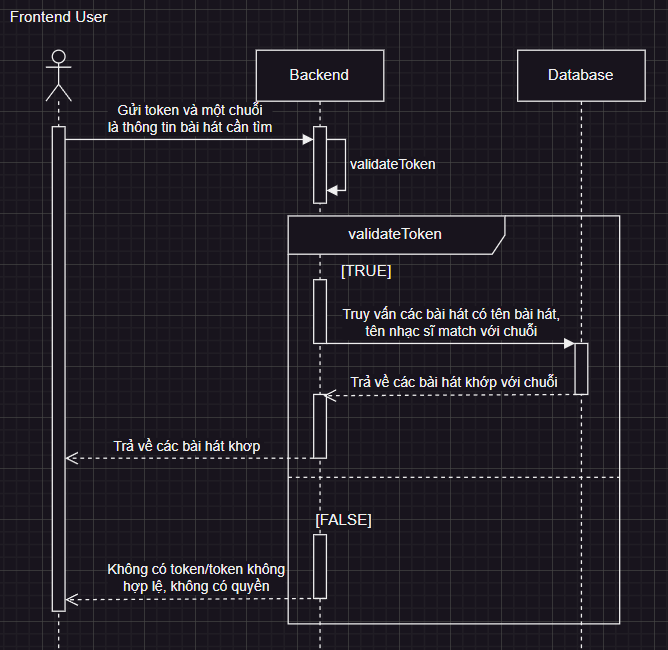 Frontend User
Backend
Database
Gửi token và một chuỗi
là thông tin bài hát cần tìm
validateToken
validateToken
[TRUE]
Truy vấn các bài hát có tên bài hát,
tên nhạc sĩ match với chuỗi
Trả về các bài hát khớp với chuỗi
Trả về các bài hát khơp
[FALSE]
Không có token/token không
hợp lệ, không có quyền